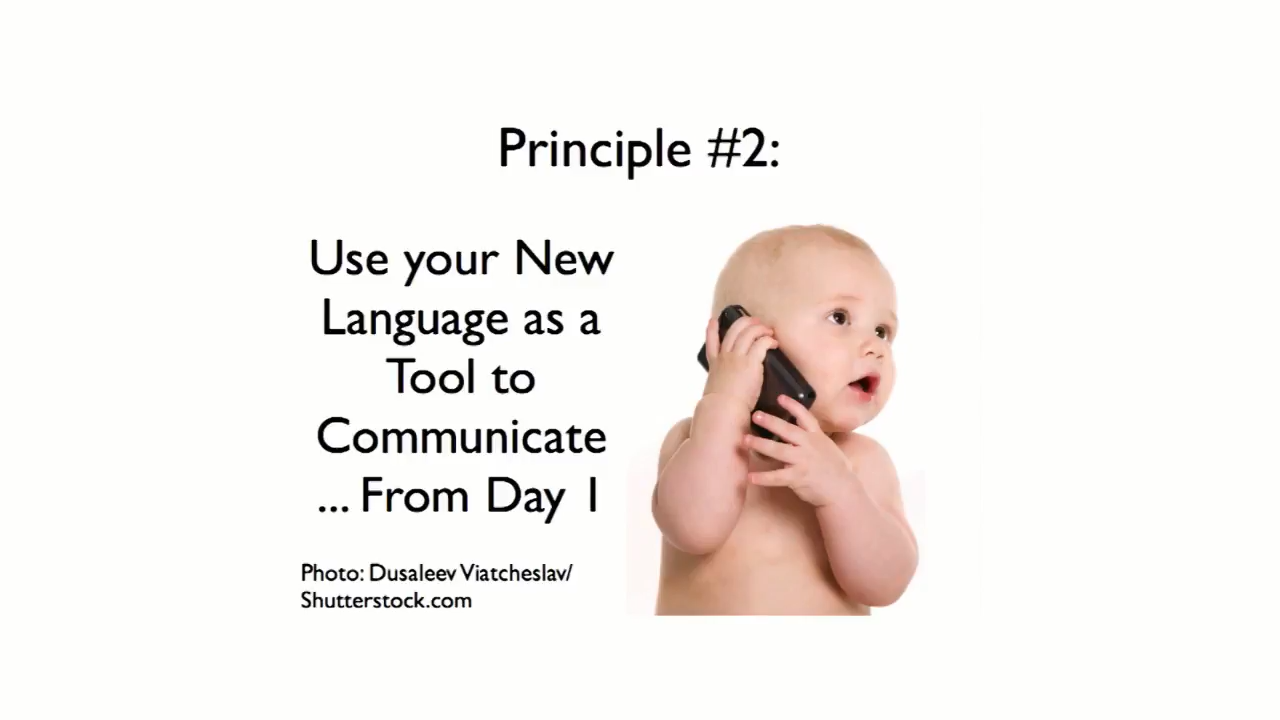 Principle #2:
Use your New
Language as a
Tool to
Communicate
... From Day 1
Photo: Dusaleev Viatcheslav/
Shutterstock.com